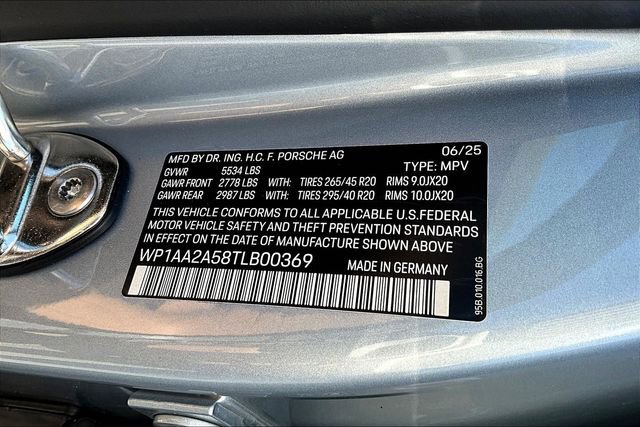 MFD BY DR. ING. H.C. F. PORSCHE AG 06/25
GVWR 5534 LBS TYPE: MPV
GAWR FRONT 2778 LBS WITH: TIRES 265/45 R20 RIMS 9.0JX20
GAWR REAR 2987 LBS WITH: TIRES 295/40 R20 RIMS 10.0JX20
THIS VEHICLE CONFORMS TO ALL APPLICABLE U.S.FEDERAL
MOTOR VEHICLE SAFETY AND THEFT PREVENTION STANDARDS
IN EFFECT ON THE DATE OF MANUFACTURE SHOWN ABOVE
WP1AA2A58TLB00369 MADE IN GERMANY
95B.010.016.BG